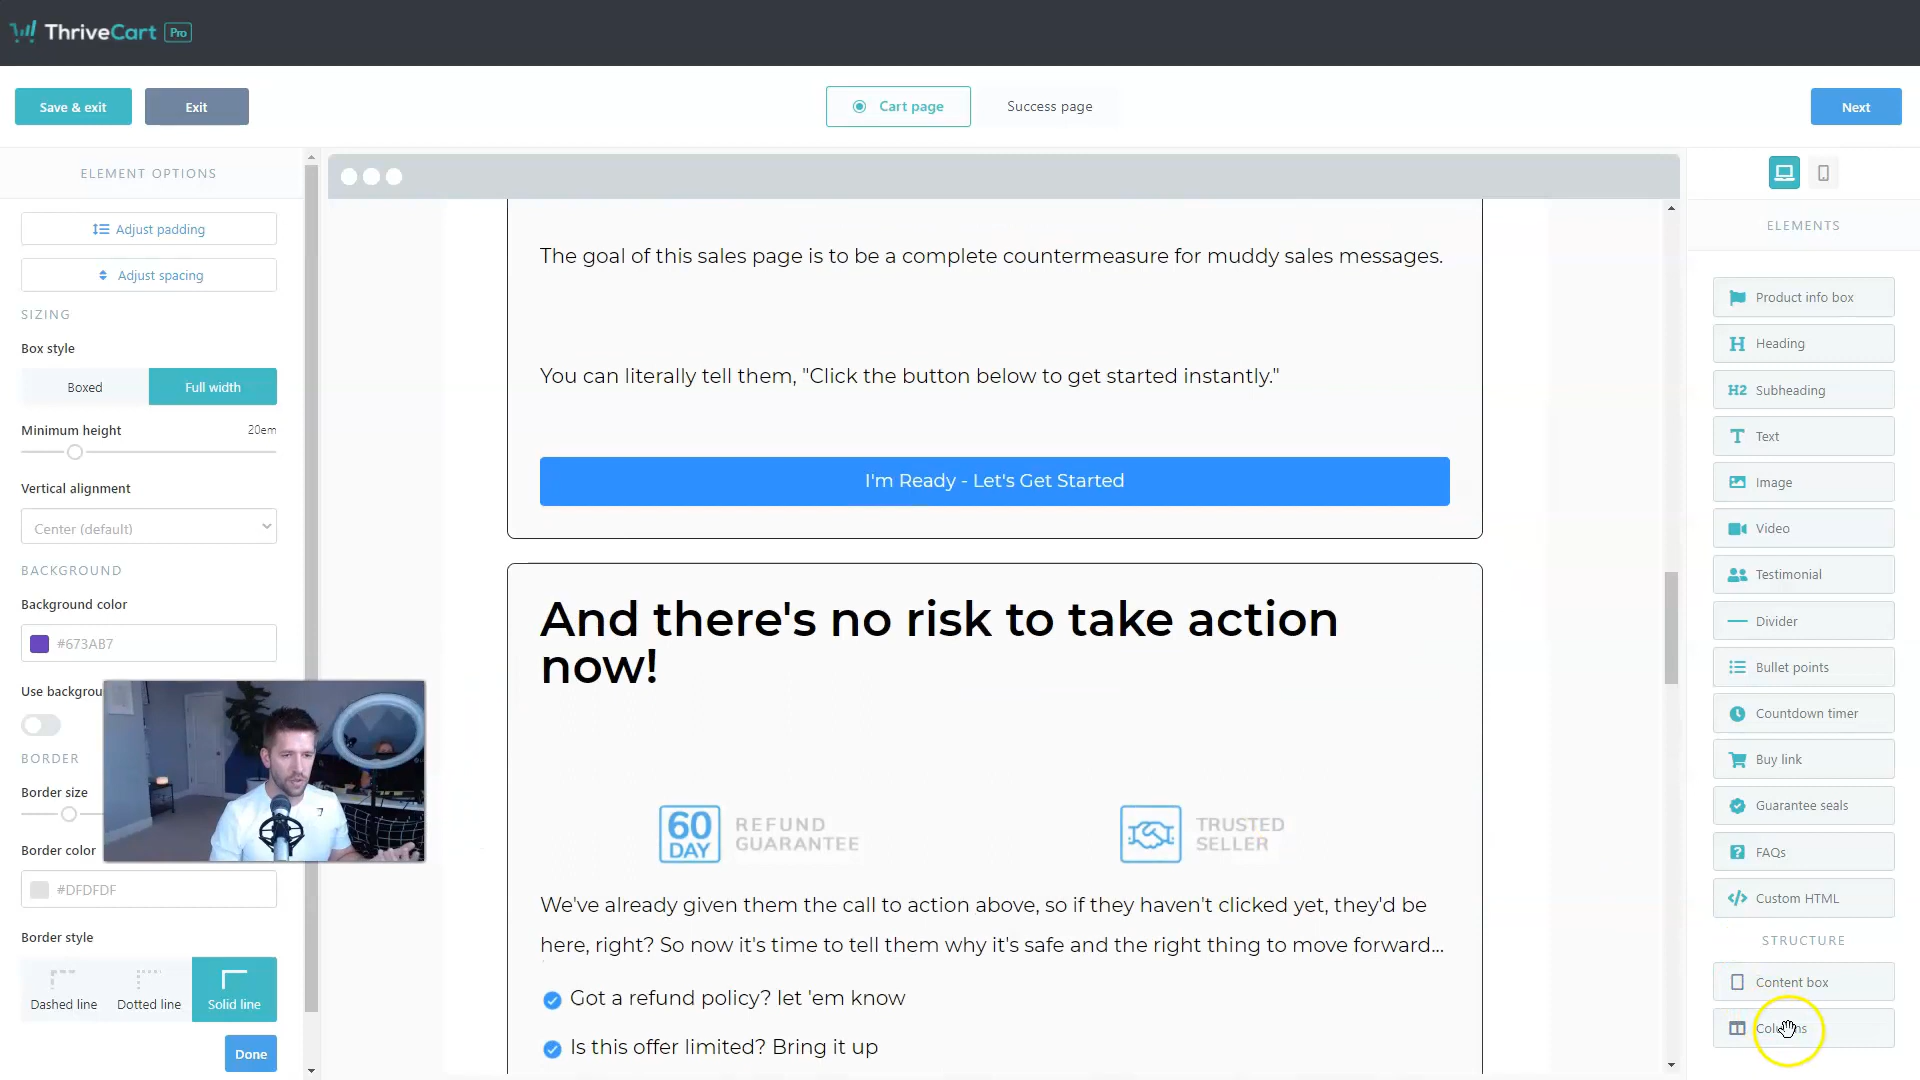 ThriveCart Pro
Save & exit
Exit
Cart page
Success page
Next
ELEMENT OPTIONS
Adjust padding
Adjust spacing
SIZING
Box style
Boxed
Full width
Minimum height
20em
Vertical alignment
Center (default)
BACKGROUND
Background color
#673AB7
Use backgrou
BORDER
Border size
Border color
#DFDFDF
Border style
Dashed line
Dotted line
Solid line
Done
The goal of this sales page is to be a complete countermeasure for muddy sales messages.
You can literally tell them, "Click the button below to get started instantly."
I'm Ready - Let's Get Started
And there's no risk to take action
now!
60
DAY
REFUND
GUARANTEE
TRUSTED
SELLER
We've already given them the call to action above, so if they haven't clicked yet, they'd be
here, right? So now it's time to tell them why it's safe and the right thing to move forward...
Got a refund policy? let 'em know
Is this offer limited? Bring it up
ELEMENTS
Product info box
H Heading
H2 Subheading
T Text
Image
Video
Testimonial
Divider
Bullet points
Countdown timer
Buy link
Guarantee seals
FAQs
Custom HTML
STRUCTURE
Content box
Columns